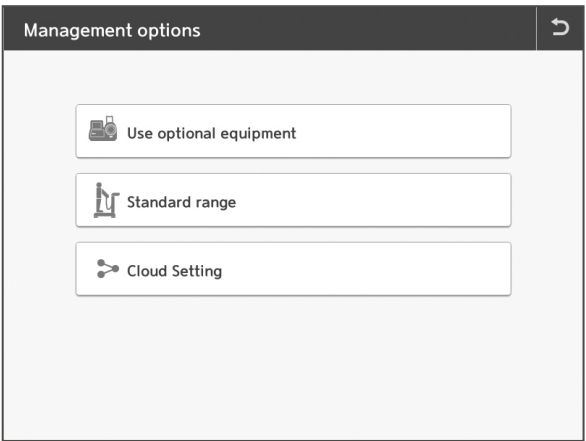 Management options
Use optional equipment
Standard range
Cloud Setting